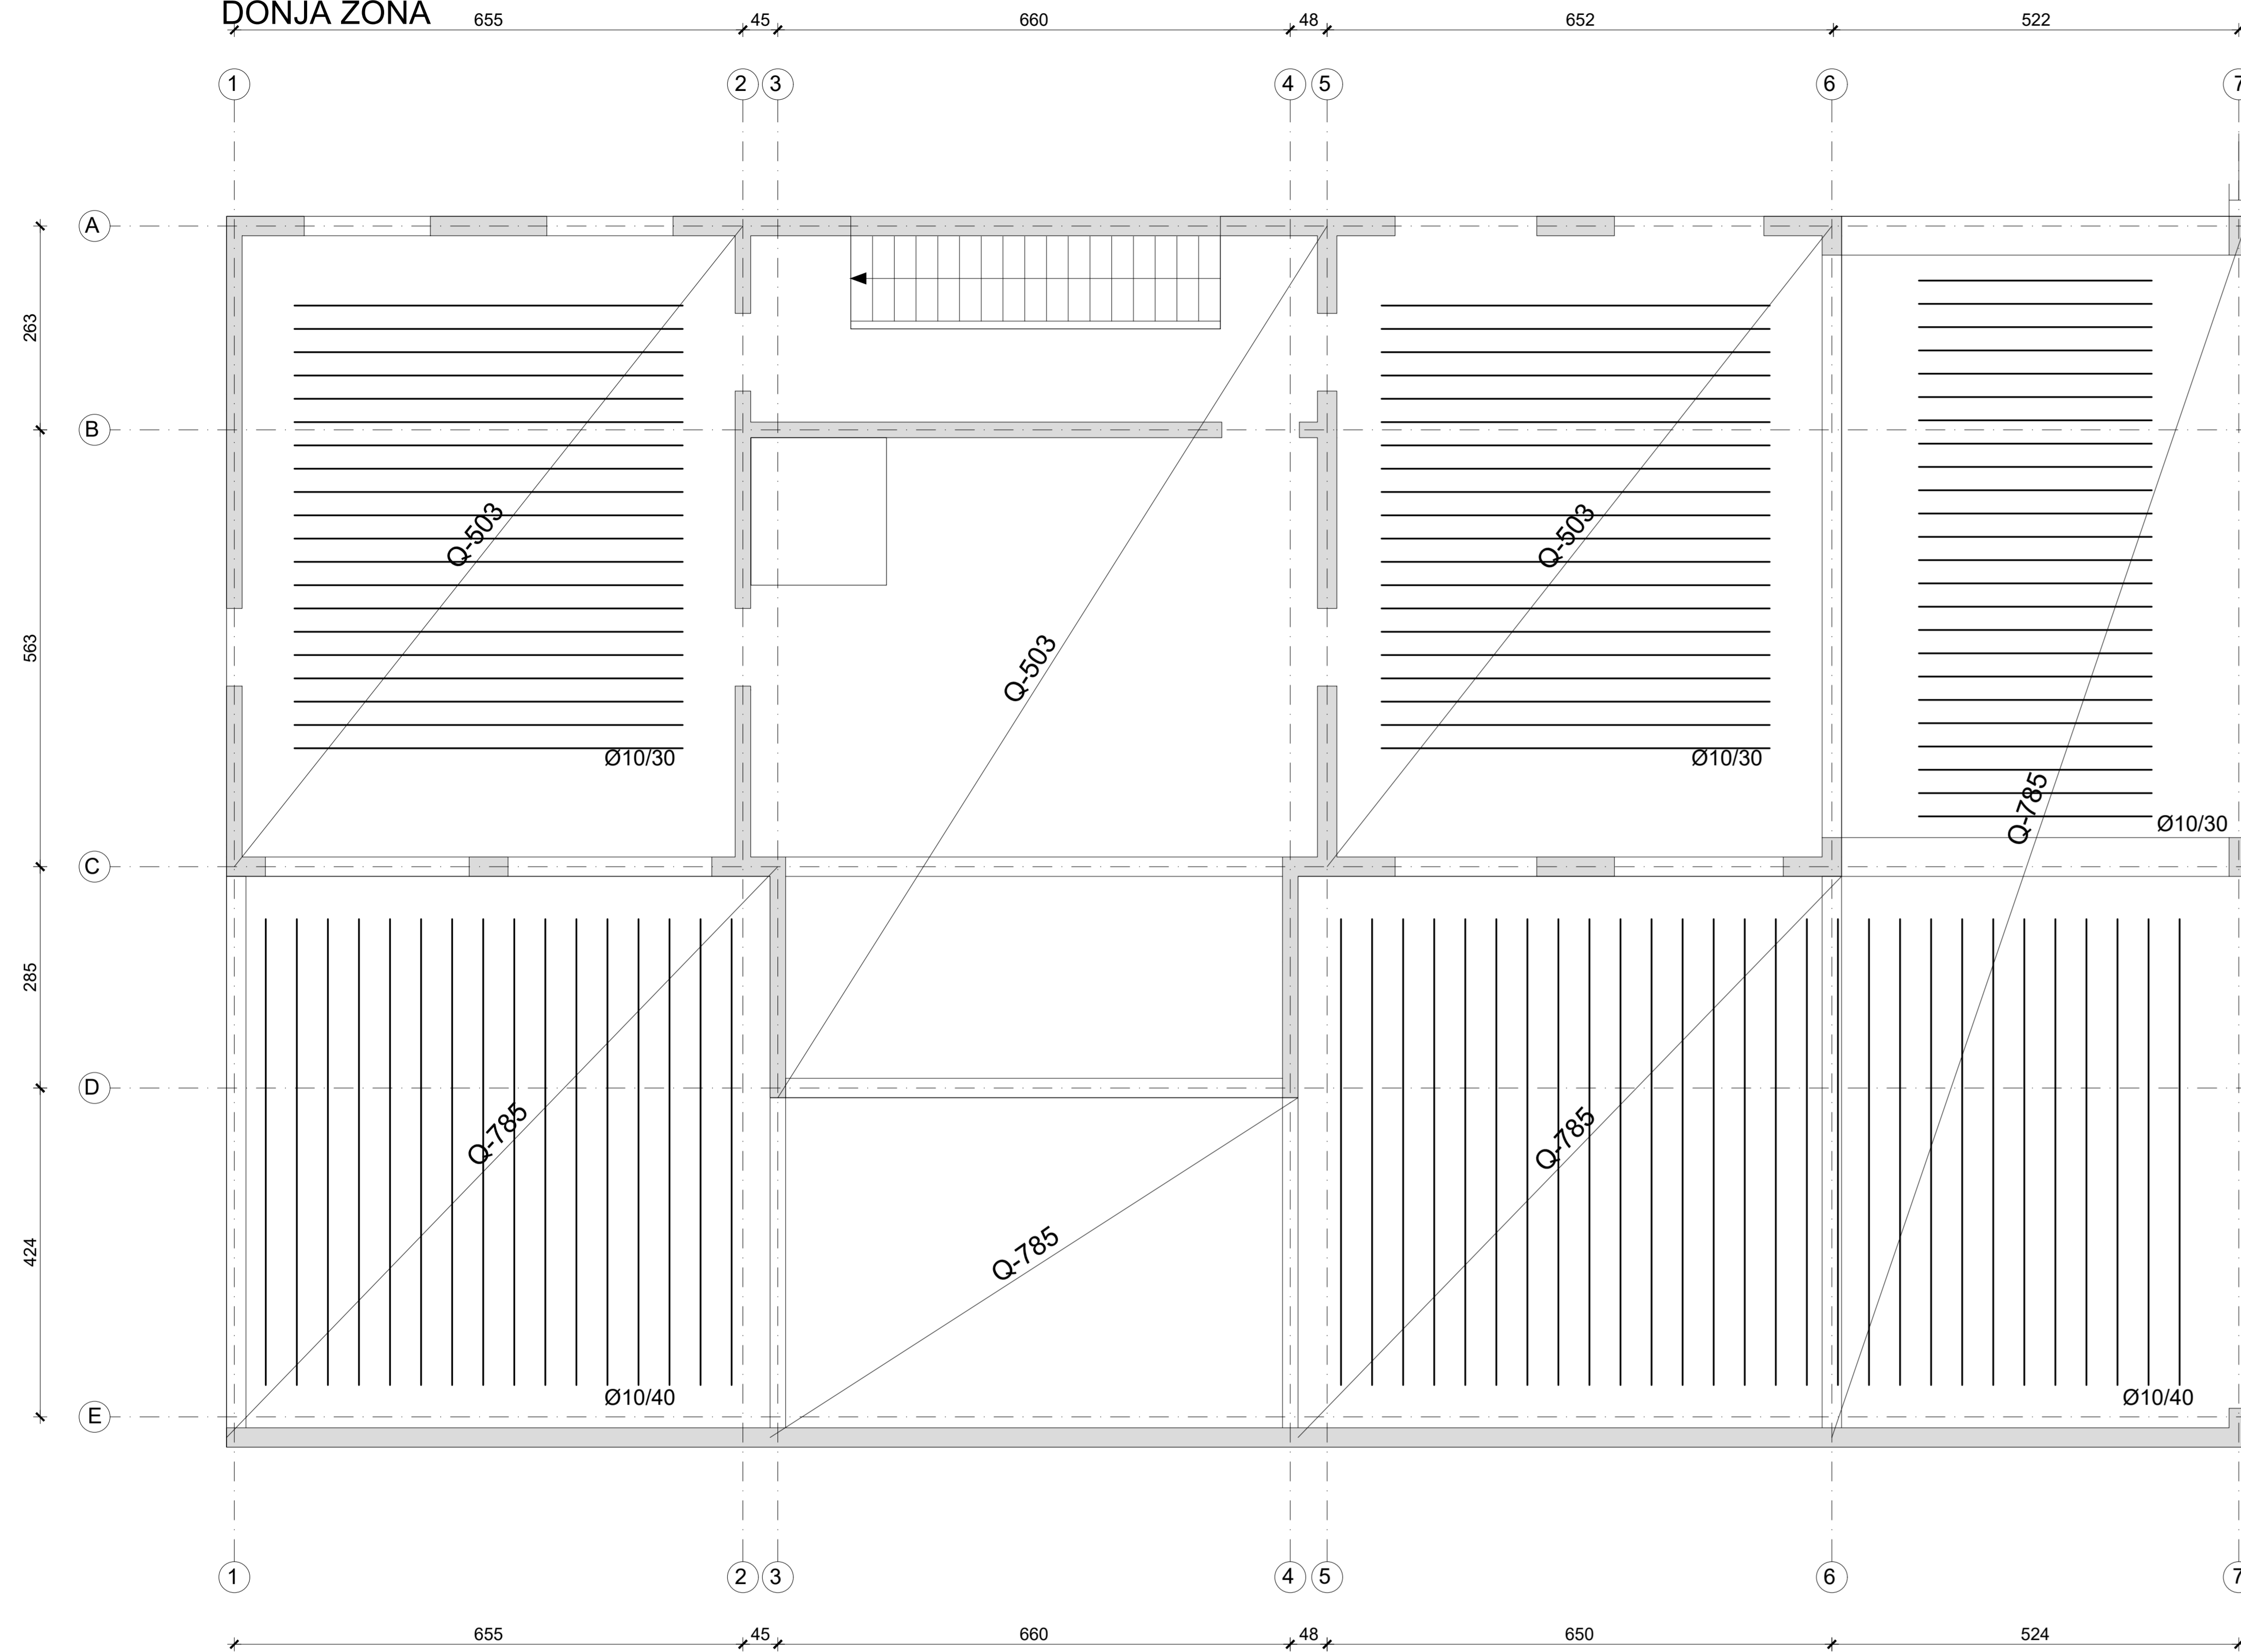 DONJA ZONA
655 45 660 48 652 522
1 2 3 4 5 6 7
A
263
B
Q-503 Q-503
563
Q-503
Ø10/30 Ø10/30
Q-785
Ø10/30
C
285
D
Q-785 Q-785
424
Q-785
Ø10/40 Ø10/40
E
1 2 3 4 5 6 7
655 45 660 48 650 524